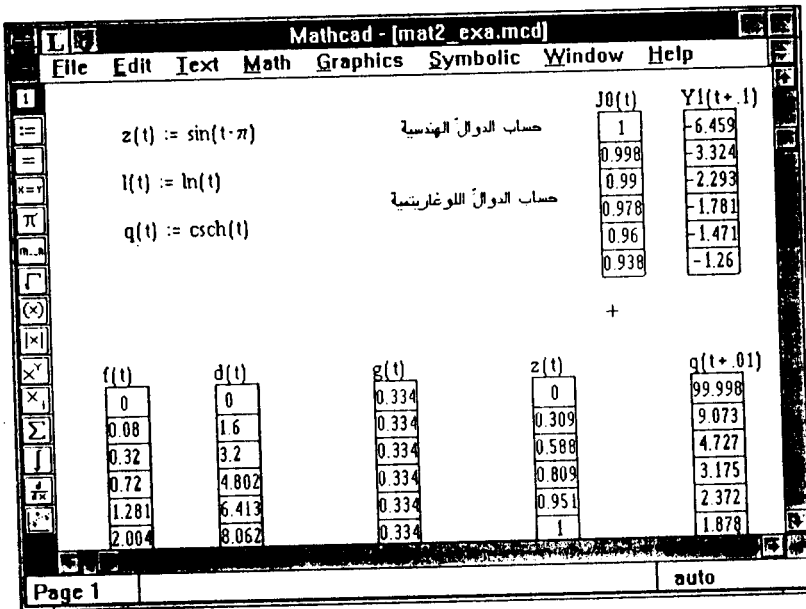 Mathcad - [mat2_exa.mcd]
File Edit Text Math Graphics Symbolic Window Help
J0(t) Y1(t+.1)
z(t) := sin(t·π) حساب الدوالّ الهندسية
l(t) := ln(t)
حساب الدوالّ اللوغاريتمية
q(t) := csch(t)
1 -6.459
0.998 -3.324
0.99 -2.293
0.978 -1.781
0.96 -1.471
0.938 -1.26
+
f(t) d(t) g(t) z(t) q(t+.01)
0 0 0.334 0 99.998
0.08 1.6 0.334 0.309 9.073
0.32 3.2 0.334 0.588 4.727
0.72 4.802 0.334 0.809 3.175
1.281 6.413 0.334 0.951 2.372
2.004 8.062 0.334 1 1.878
Page 1 auto